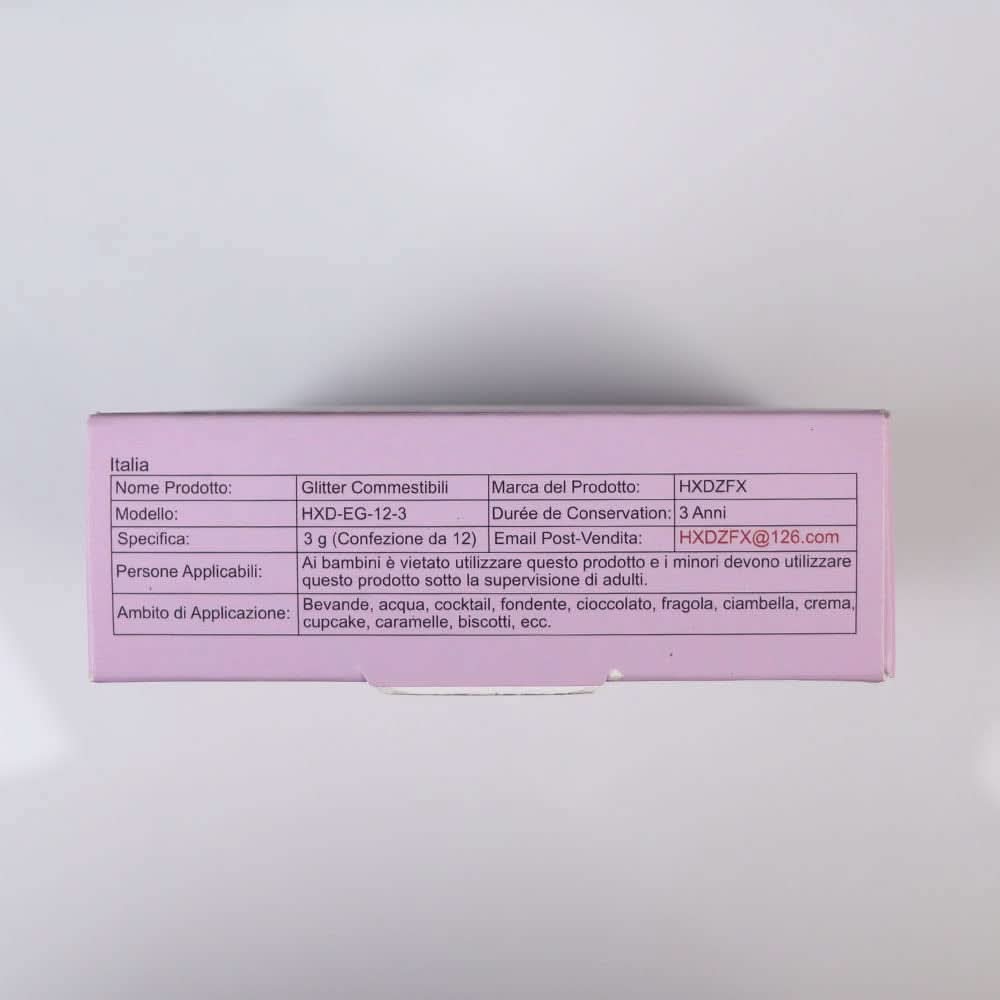 Italia
Nome Prodotto: Glitter Commestibili Marca del Prodotto: HXDZFX
Modello: HXD-EG-12-3 Durée de Conservation: 3 Anni
Specifica: 3 g (Confezione da 12) Email Post-Vendita: HXDZFX@126.com
Persone Applicabili: Ai bambini è vietato utilizzare questo prodotto e i minori devono utilizzare
questo prodotto sotto la supervisione di adulti.
Ambito di Applicazione: Bevande, acqua, cocktail, fondente, cioccolato, fragola, ciambella, crema,
cupcake, caramelle, biscotti, ecc.